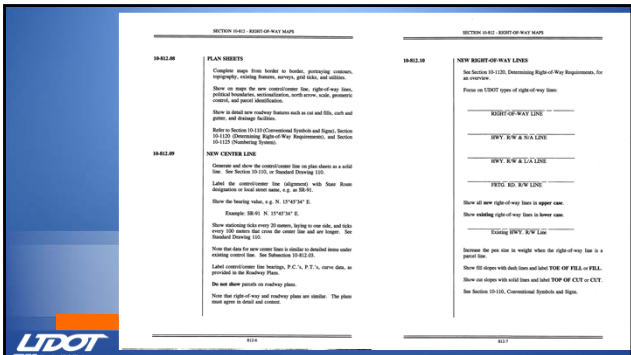 SECTION 10-812 - RIGHT-OF-WAY MAPS
10-812.08 PLAN SHEETS
Complete maps from border to border, portraying contours,
topography, existing features, surveys, grid ticks, and utilities.
Show on maps the new control/center line, right-of-way lines,
political boundaries, sectionalization, north arrow, scale, geometric
control, and parcel identification.
Show in detail new roadway features such as cut and fills, curb and
gutter, and drainage facilities.
Refer to Section 10-110 (Conventional Symbols and Signs), Section
10-1120 (Determining Right-of-Way Requirements), and Section
10-1125 (Numbering System).
10-812.09 NEW CENTER LINE
Generate and show the control/center line on plan sheets as a solid
line. See Section 10-110, or Standard Drawing 110.
Label the control/center line (alignment) with State Route
designation or local street name, e.g. as SR-91.
Show the bearing value, e.g. N. 15°45'34" E.
Example: SR-91 N. 15°45'34" E.
Show stationing ticks every 20 meters, laying to one side, and ticks
every 100 meters that cross the center line and are longer. See
Standard Drawing 110.
Note that data for new center lines is similar to detailed items under
existing control line. See Subsection 10-812.03.
Label control/center line bearings, P.C.'s, P.T.'s, curve data, as
provided in the Roadway Plans.
Do not show parcels on roadway plans.
Note that right-of-way and roadway plans are similar. The plans
must agree in detail and content.
812-6
SECTION 10-812 - RIGHT-OF-WAY MAPS
10-812.10 NEW RIGHT-OF-WAY LINES
See Section 10-1120, Determining Right-of-Way Requirements, for
an overview.
Focus on UDOT types of right-of-way lines:
RIGHT-OF-WAY LINE
HWY. R/W & N/A LINE
HWY. R/W & L/A LINE
FRTG. RD. R/W LINE
Show all new right-of-way lines in upper case.
Show existing right-of-way lines in lower case.
Existing HWY. R/W Line
Increase the pen size in weight when the right-of-way line is a
parcel line.
Show fill slopes with dash lines and label TOE OF FILL or FILL.
Show cut slopes with solid lines and label TOP OF CUT or CUT.
See Section 10-110, Conventional Symbols and Signs.
812-7
UDOT